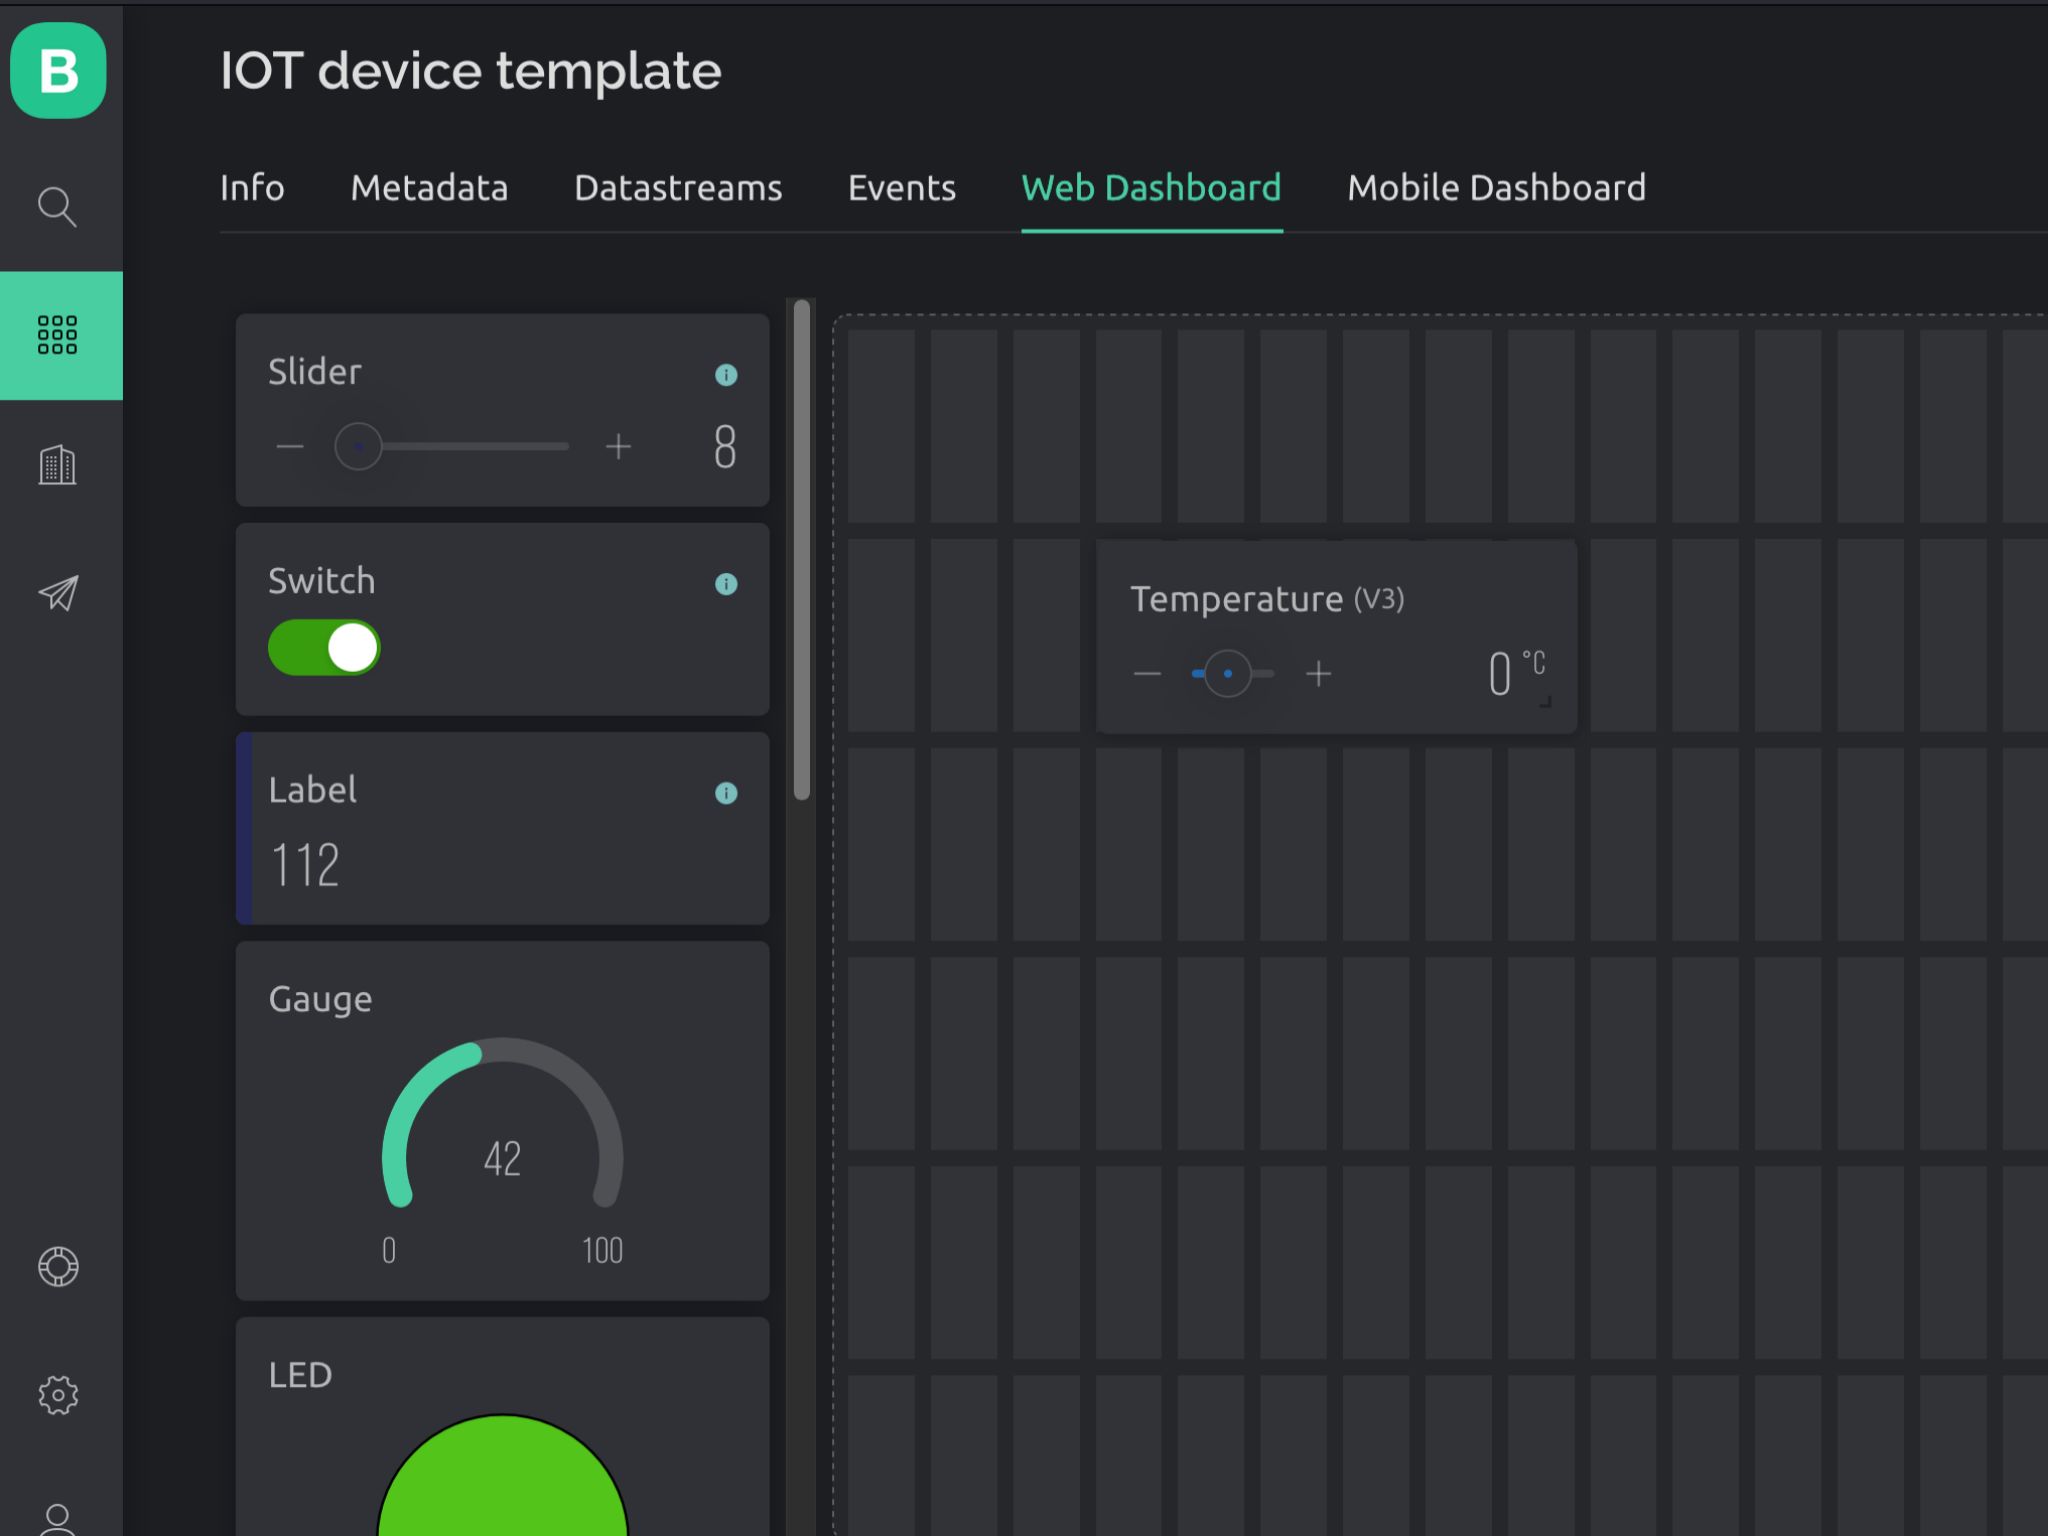 B
IOT device template
Info Metadata Datastreams Events Web Dashboard Mobile Dashboard
Slider
8
Switch
Label
112
Gauge
42
0 100
LED
Temperature (V3)
0 °C